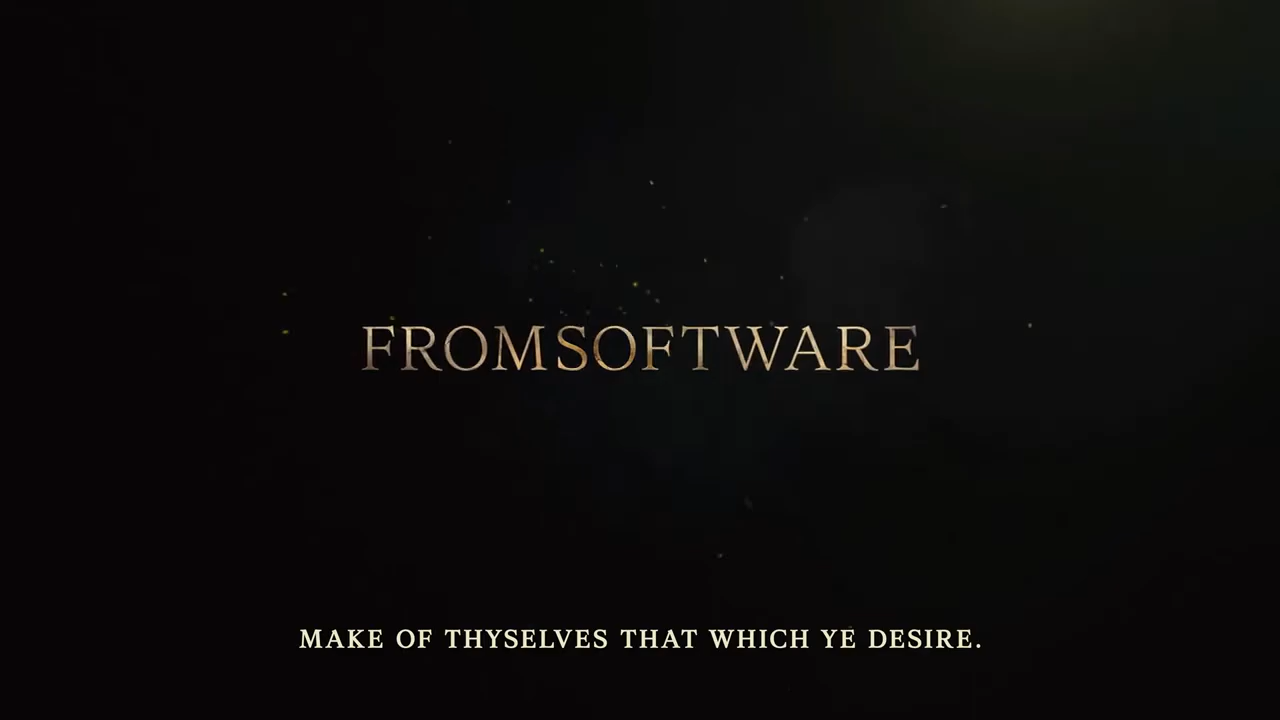 FROMSOFTWARE
MAKE OF THYSELVES THAT WHICH YE DESIRE.